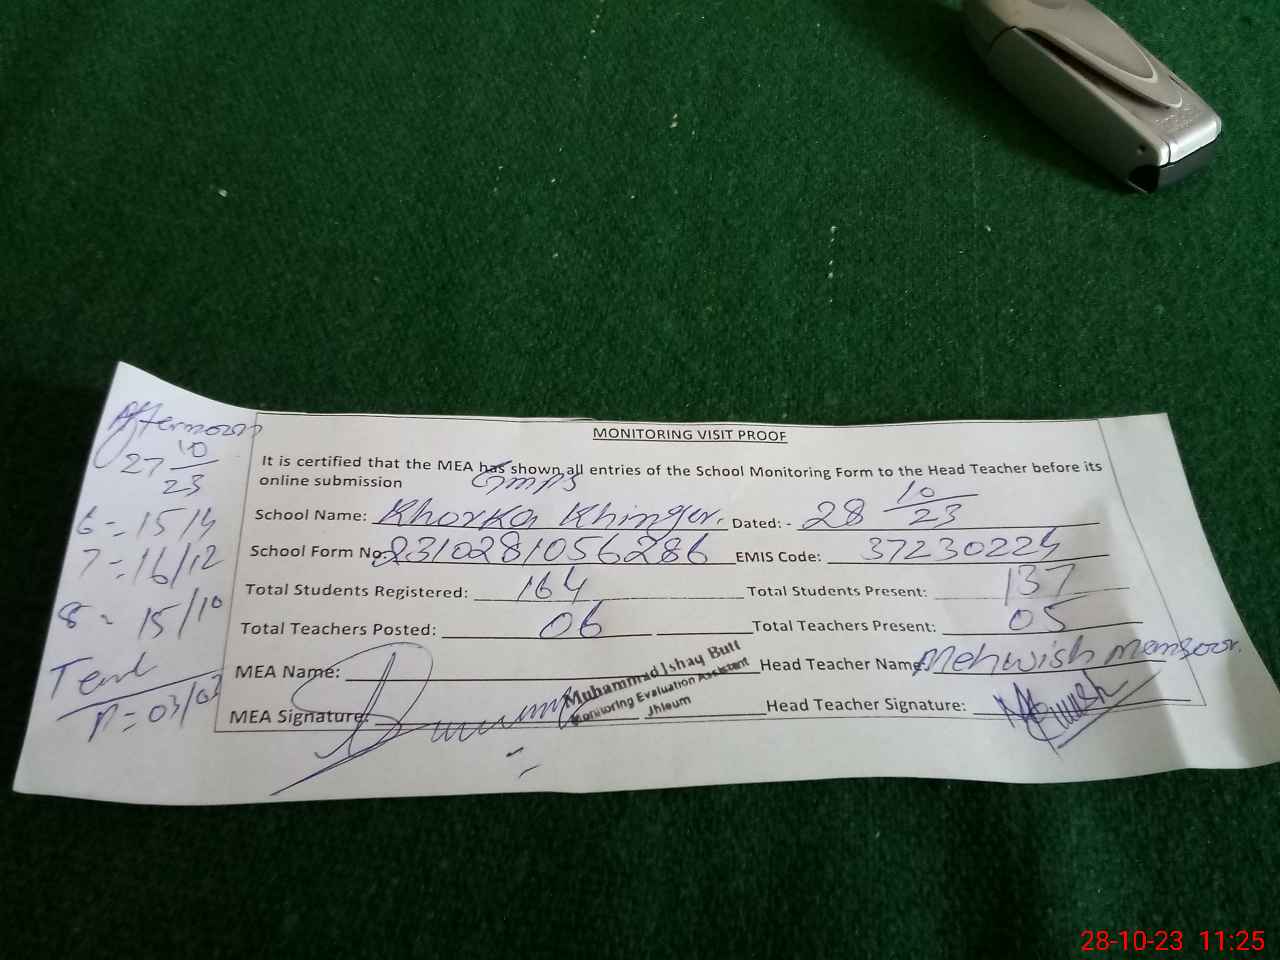 MONITORING VISIT PROOF
It is certified that the MEA has shown all entries of the School Monitoring Form to the Head Teacher before its
online submission
Gmps
School Name: Khorka Khinger. Dated: - 28 10/23
School Form No: 2310281056286 EMIS Code: 37230224
Total Students Registered: 164 Total Students Present: 137
Total Teachers Posted: 06 Total Teachers Present: 05
MEA Name: Head Teacher Name: Mehwish Mansoor.
MEA Signature: Head Teacher Signature:
Muhammad Ishaq Butt
Monitoring Evaluation Assistant
Jhleum
Afternoon
27 10/23
6 = 15/
7 = 16/12
8 = 15/10
= 03/03
28-10-23 11:25